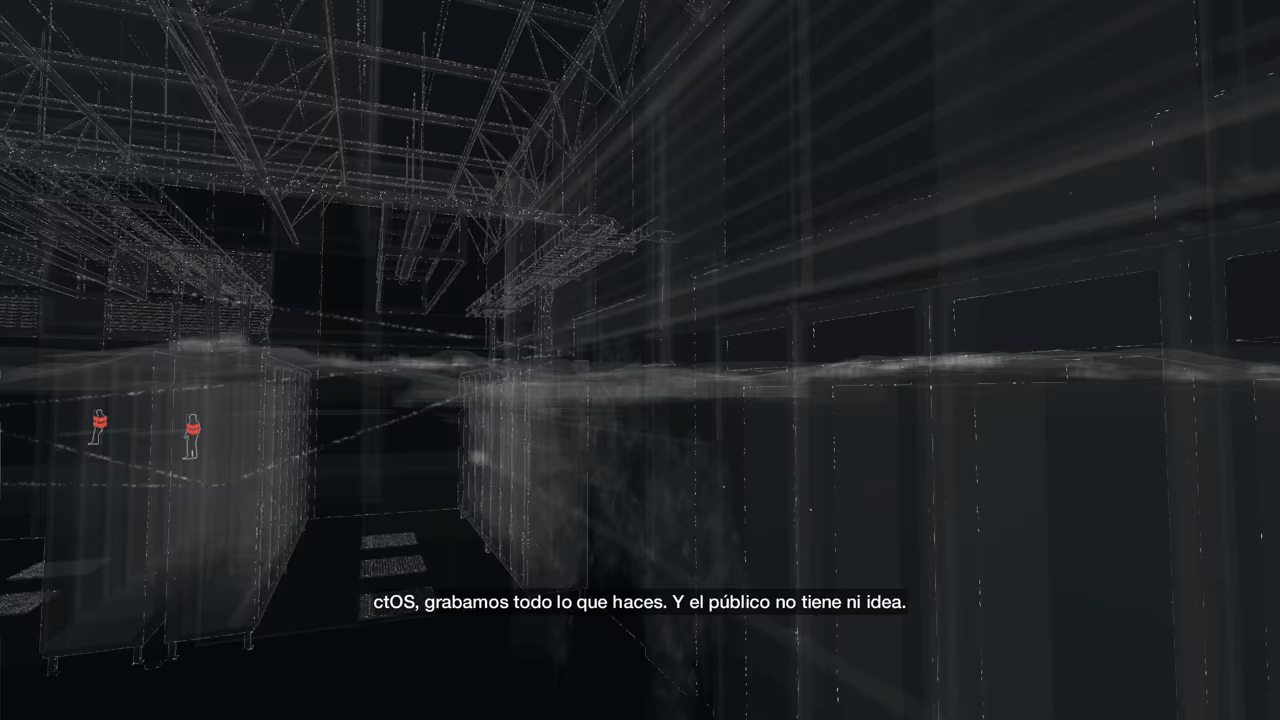 ctOS, grabamos todo lo que haces. Y el público no tiene ni idea.